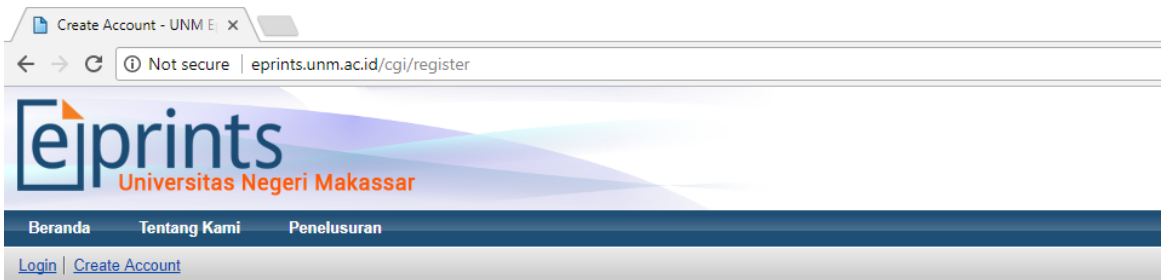 Create Account - UNM E
Not secure | eprints.unm.ac.id/cgi/register
eprints
Universitas Negeri Makassar
Beranda Tentang Kami Penelusuran
Login | Create Account